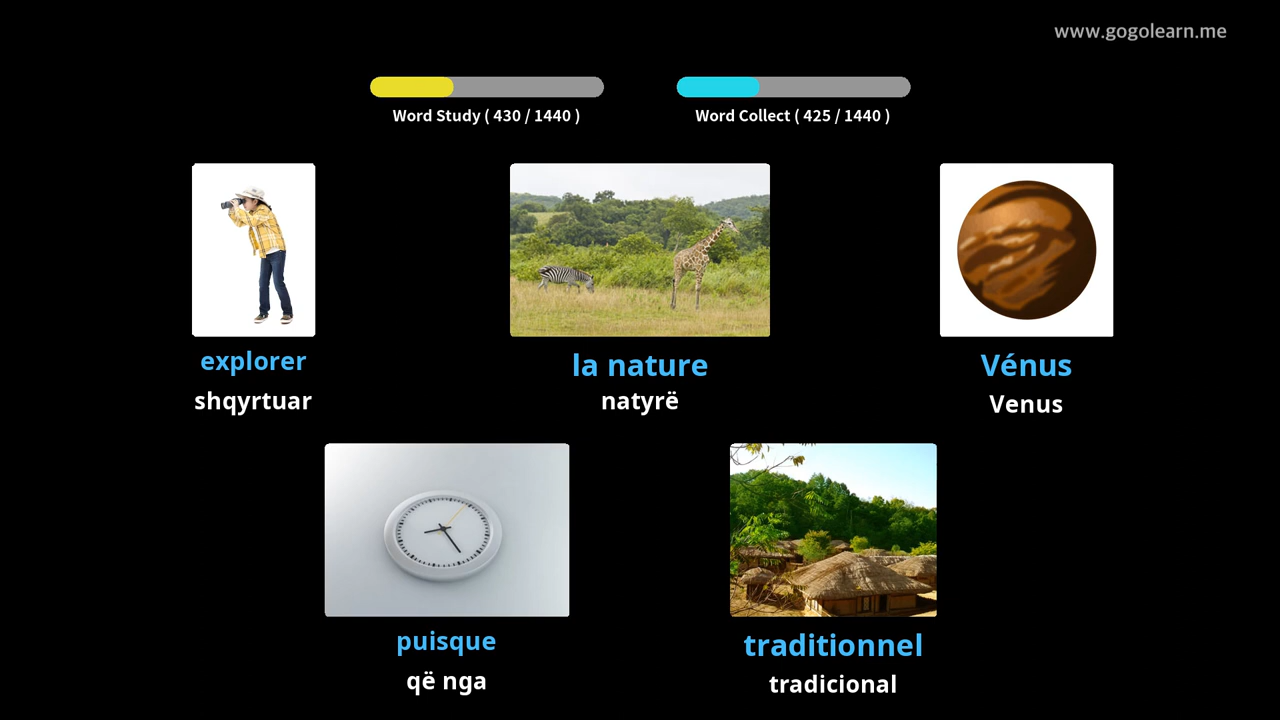 www.gogolearn.me
Word Study ( 430 / 1440 )
Word Collect ( 425 / 1440 )
explorer
shqyrtuar
la nature
natyrë
Vénus
Venus
puisque
që nga
traditionnel
tradicional